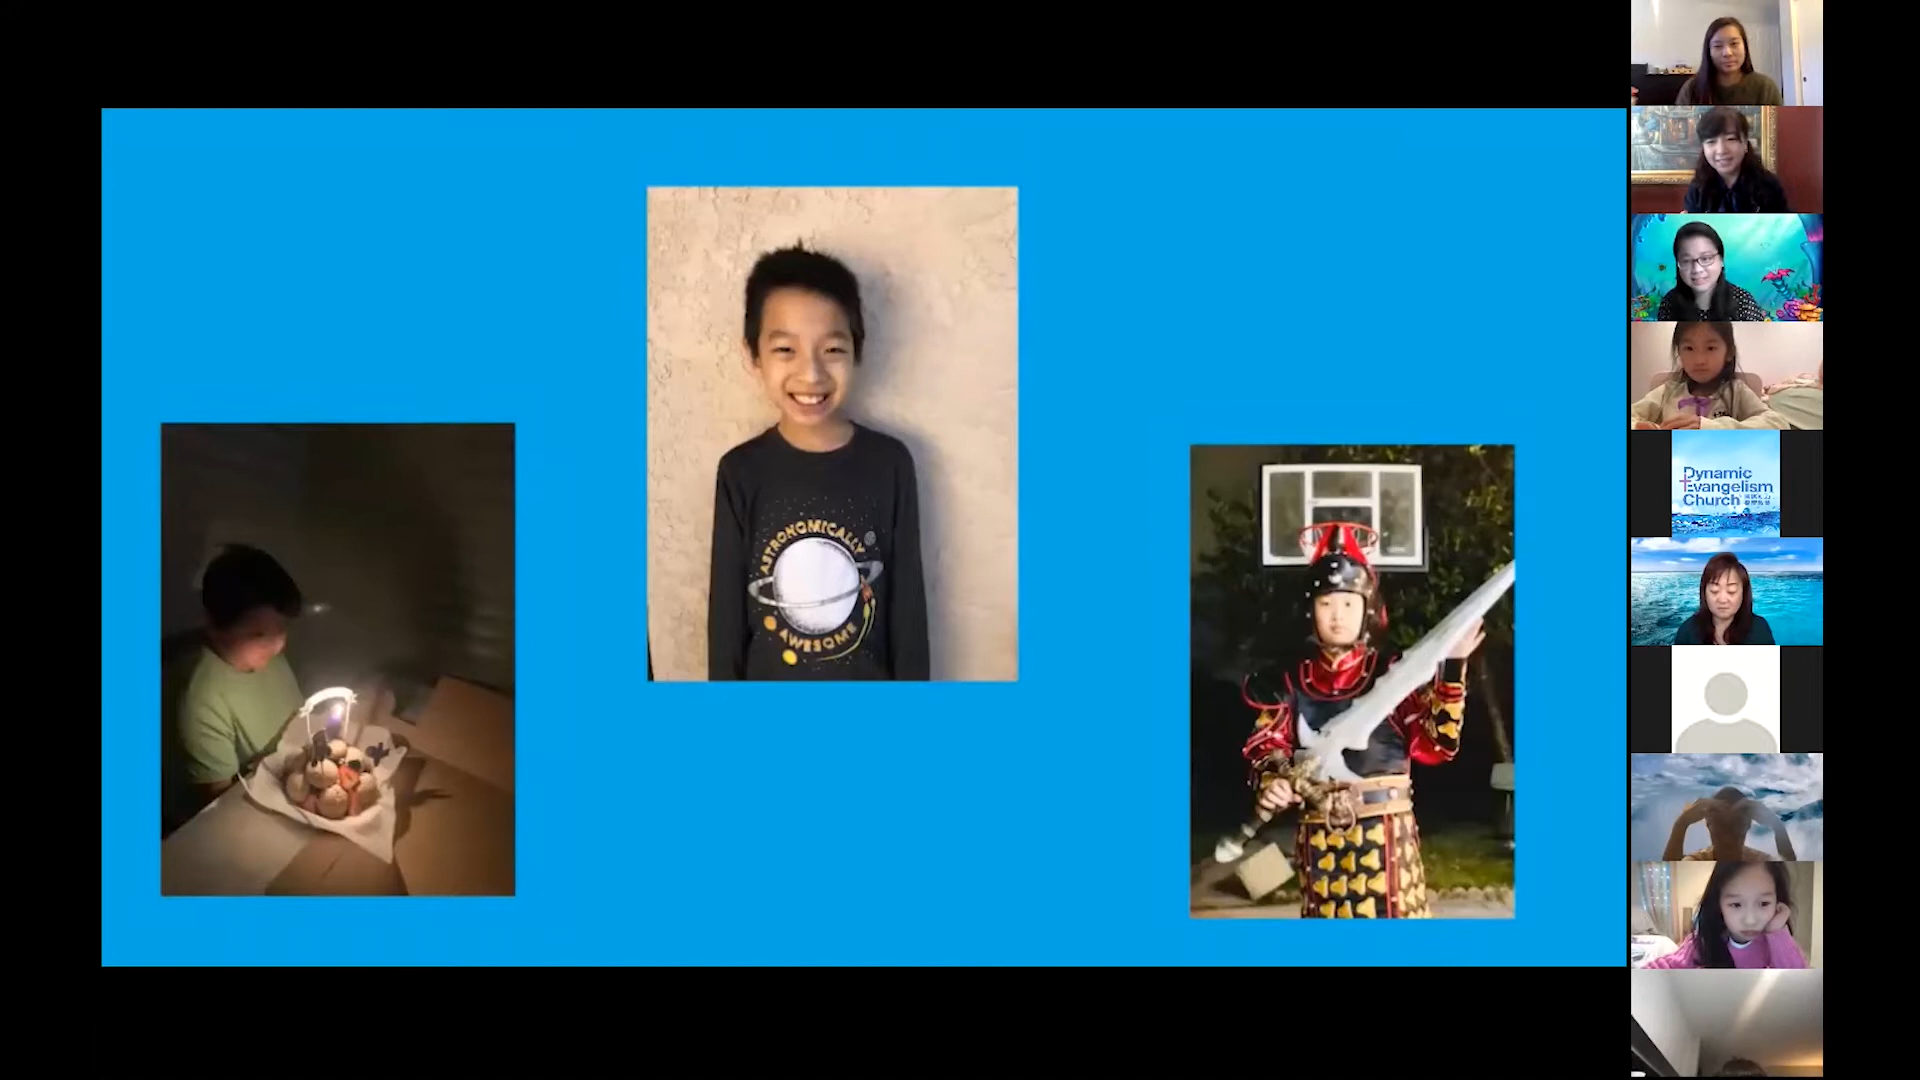 ASTRONOMICALLY
AWESOME
Dynamic
Evangelism
Church